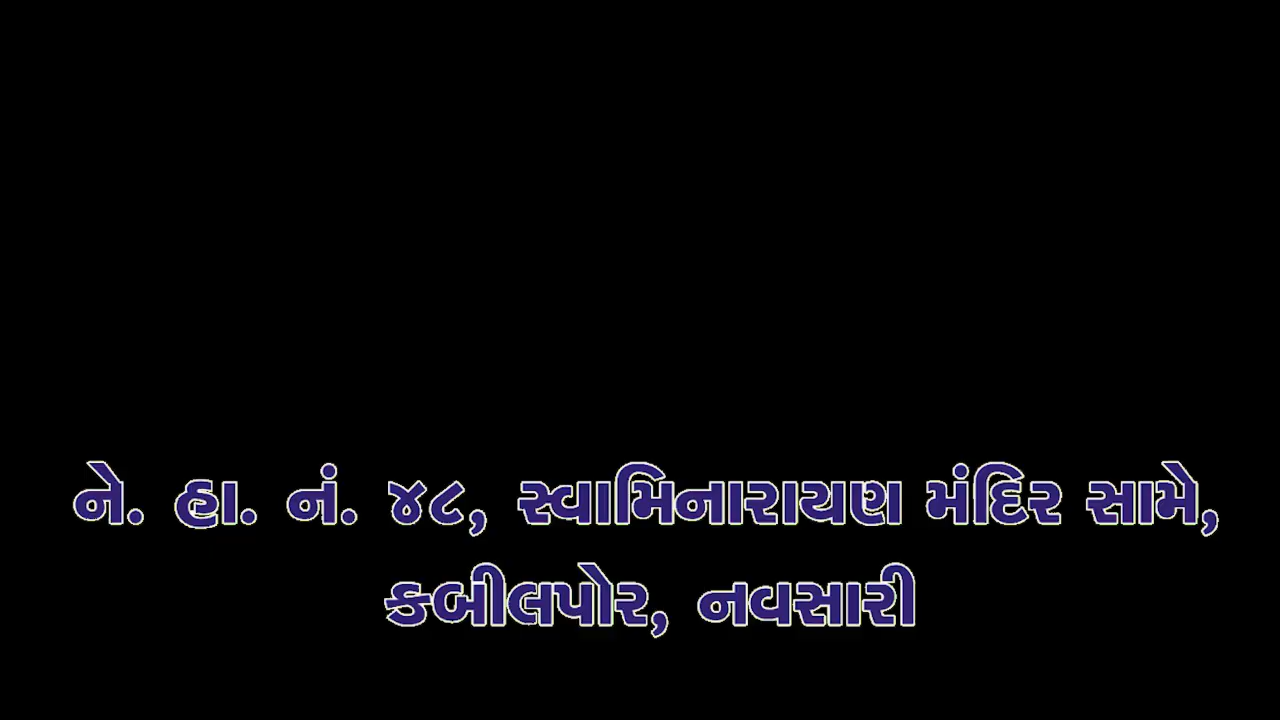 ને. હા. નં. ૪૮, સ્વામિનારાયણ મંદિર સામે,
કબીલપોર, નવસારી